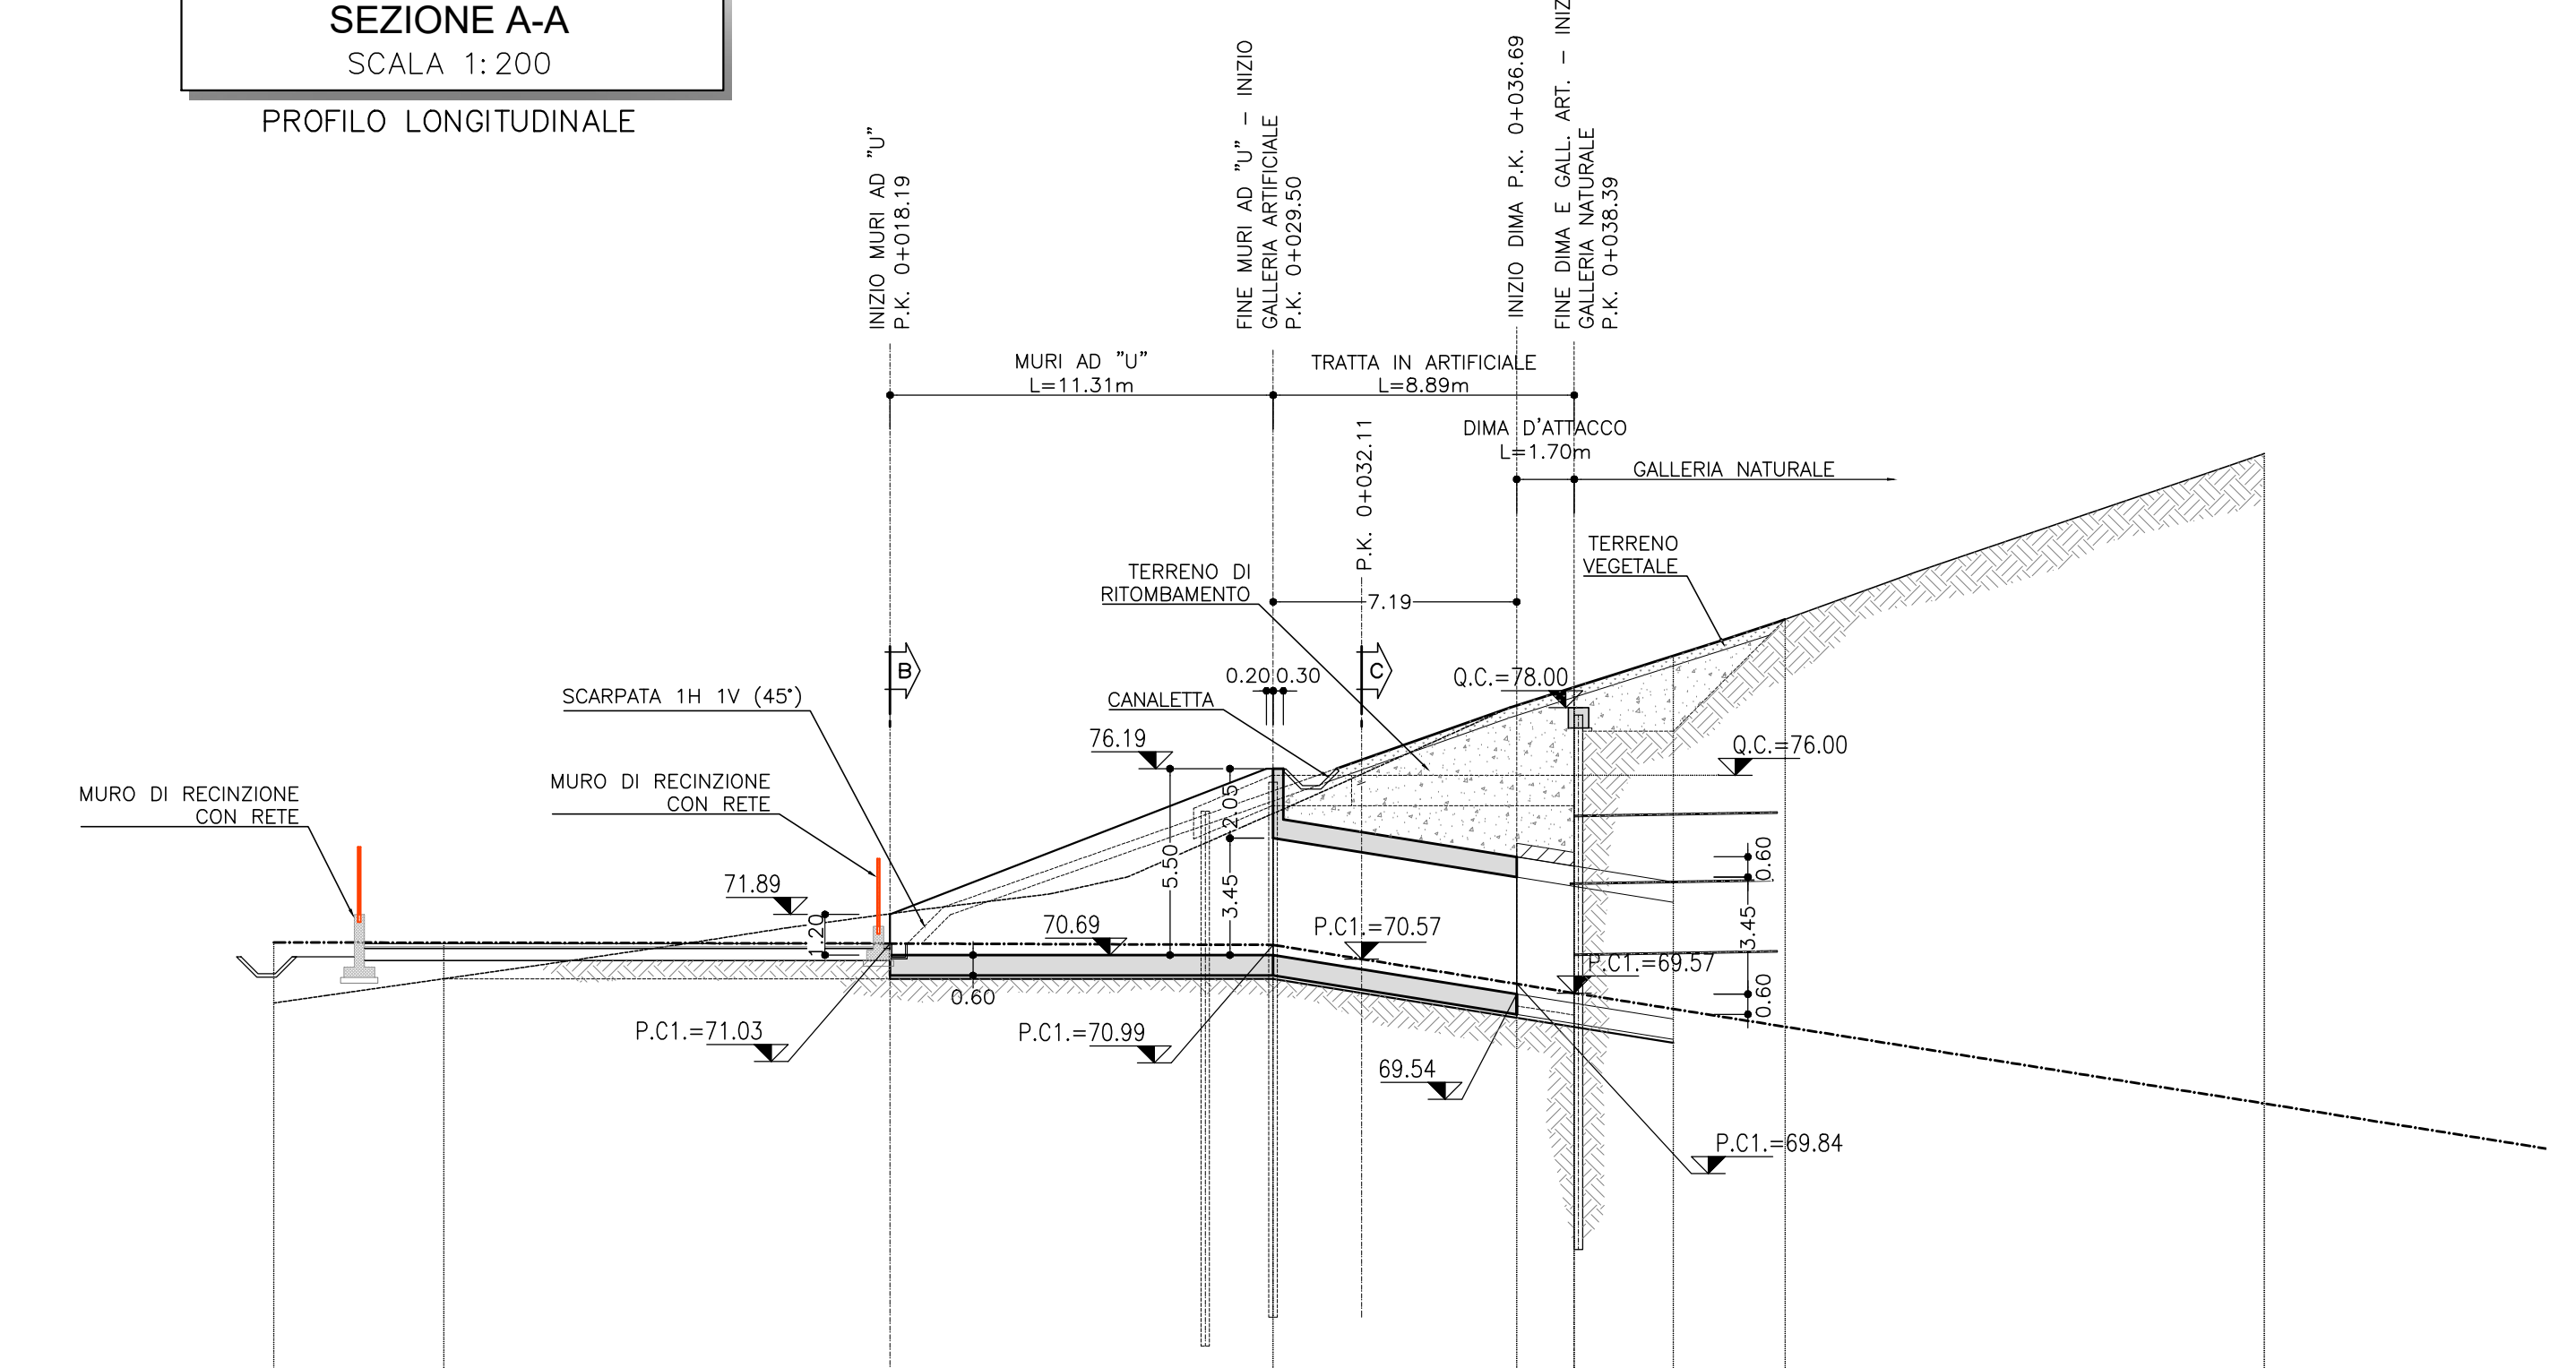 SEZIONE A-A
SCALA 1:200
PROFILO LONGITUDINALE
INIZIO MURI AD "U"
P.K. 0+018.19
FINE MURI AD "U" - INIZIO
GALLERIA ARTIFICIALE
P.K. 0+029.50
INIZIO DIMA P.K. 0+036.69
FINE DIMA E GALL. ART. -
GALLERIA NATURALE
P.K. 0+038.39
MURI AD "U"
L=11.31m
TRATTA IN ARTIFICIALE
L=8.89m
P.K. 0+032.11
DIMA D'ATTACCO
L=1.70m
GALLERIA NATURALE
TERRENO
VEGETALE
TERRENO DI
RITOMBAMENTO
7.19
B
C
0.20
0.30
Q.C.=78.00
SCARPATA 1H 1V (45°)
CANALETTA
76.19
Q.C.=76.00
MURO DI RECINZIONE
CON RETE
MURO DI RECINZIONE
CON RETE
2.05
5.50
3.45
0.60
71.89
1.20
70.69
P.C1.=70.57
3.45
P.C1.=69.57
0.60
0.60
P.C1.=71.03
P.C1.=70.99
69.54
P.C1.=69.84